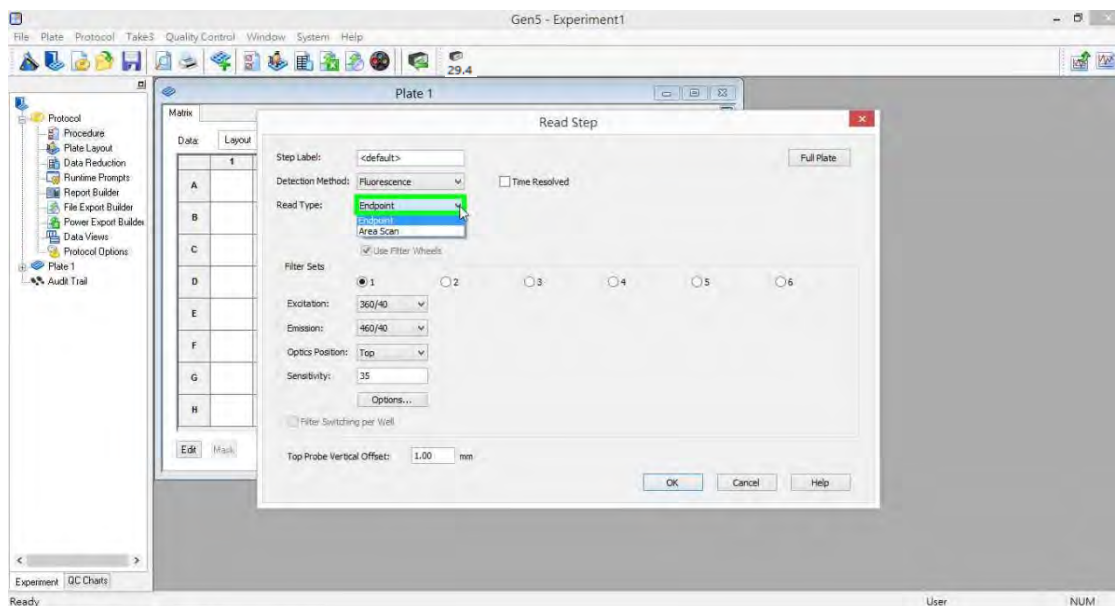 Gen5 - Experiment1
File Plate Protocol Take3 Quality Control Window System Help
29.4
Protocol
Procedure
Plate Layout
Data Reduction
Runtime Prompts
Report Builder
File Export Builder
Power Export Builder
Data Views
Protocol Options
Plate 1
Audit Trail
Experiment QC Charts
Plate 1
Matrix
Data: Layout
1
A
B
C
D
E
F
G
H
Edit Mask
Read Step
Step Label: <default> Full Plate
Detection Method: Fluorescence Time Resolved
Read Type: Endpoint
Endpoint
Area Scan
Use Filter Wheels
Filter Sets
1 2 3 4 5 6
Excitation: 360/40
Emission: 460/40
Optics Position: Top
Sensitivity: 35
Options...
Filter Switching per Well
Top Probe Vertical Offset: 1.00 mm
OK Cancel Help
Ready User NUM